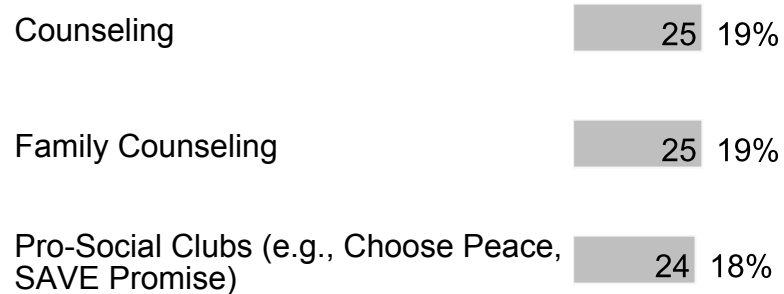 Counseling 25 19%
Family Counseling 25 19%
Pro-Social Clubs (e.g., Choose Peace,
SAVE Promise) 24 18%